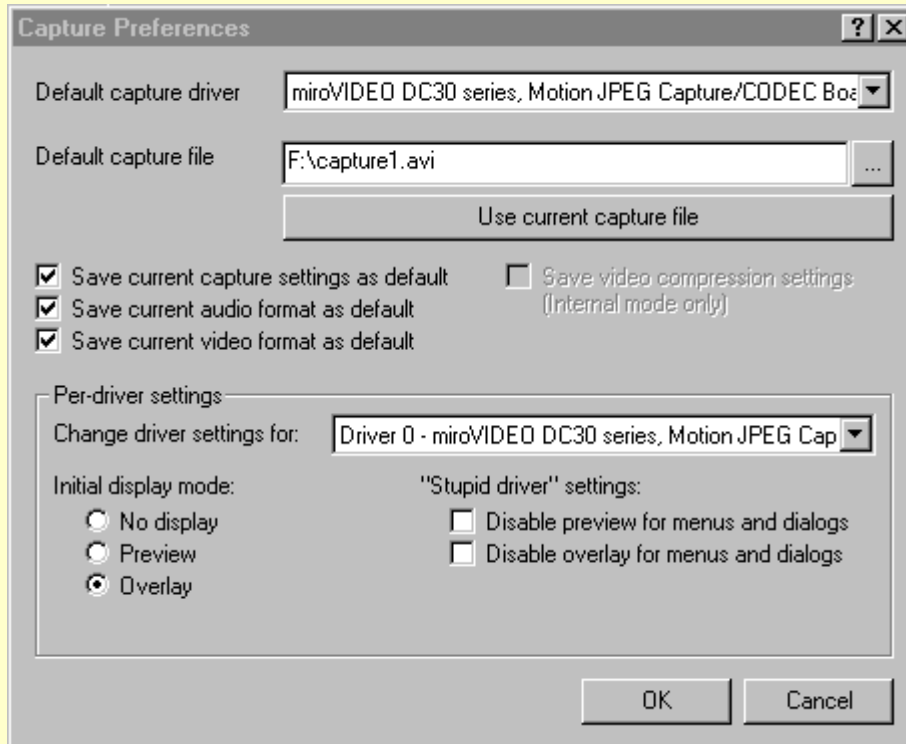 Capture Preferences
Default capture driver
miroVIDEO DC30 series, Motion JPEG Capture/CODEC Boa
Default capture file
F:\capture1.avi
...
Use current capture file
Save current capture settings as default
Save video compression settings
(Internal mode only)
Save current audio format as default
Save current video format as default
Per-driver settings
Change driver settings for:
Driver 0 - miroVIDEO DC30 series, Motion JPEG Cap
Initial display mode:
"Stupid driver" settings:
No display
Disable preview for menus and dialogs
Preview
Disable overlay for menus and dialogs
Overlay
OK
Cancel